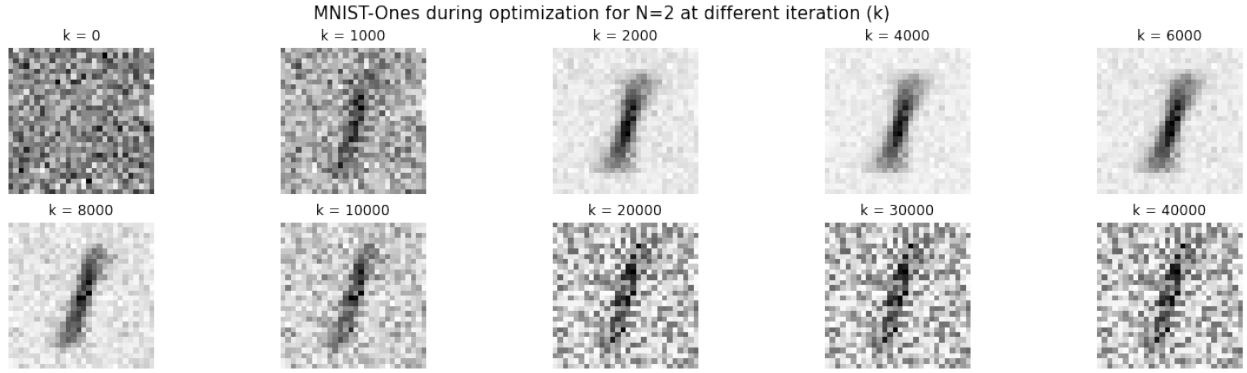 MNIST-Ones during optimization for N=2 at different iteration (k)
k = 0
k = 1000
k = 2000
k = 4000
k = 6000
k = 8000
k = 10000
k = 20000
k = 30000
k = 40000